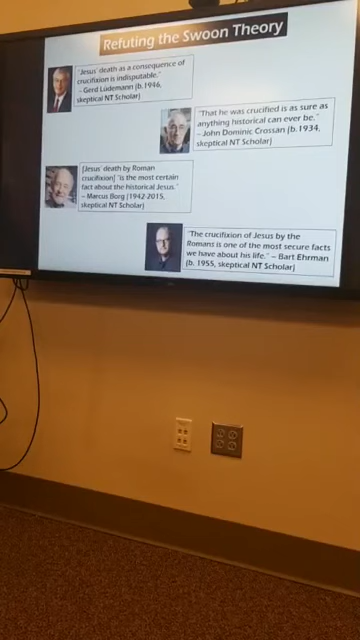 Refuting the Swoon Theory
"Jesus' death as a consequence of
crucifixion is indisputable."
– Gerd Lüdemann (b.1946,
skeptical NT Scholar)
"That he was crucified is as sure as
anything historical can ever be."
– John Dominic Crossan (b.1934,
skeptical NT Scholar)
[Jesus' death by Roman
crucifixion] "is the most certain
fact about the historical Jesus."
– Marcus Borg (1942-2015,
skeptical NT Scholar)
"The crucifixion of Jesus by the
Romans is one of the most secure facts
we have about his life." – Bart Ehrman
(b. 1955, skeptical NT Scholar)